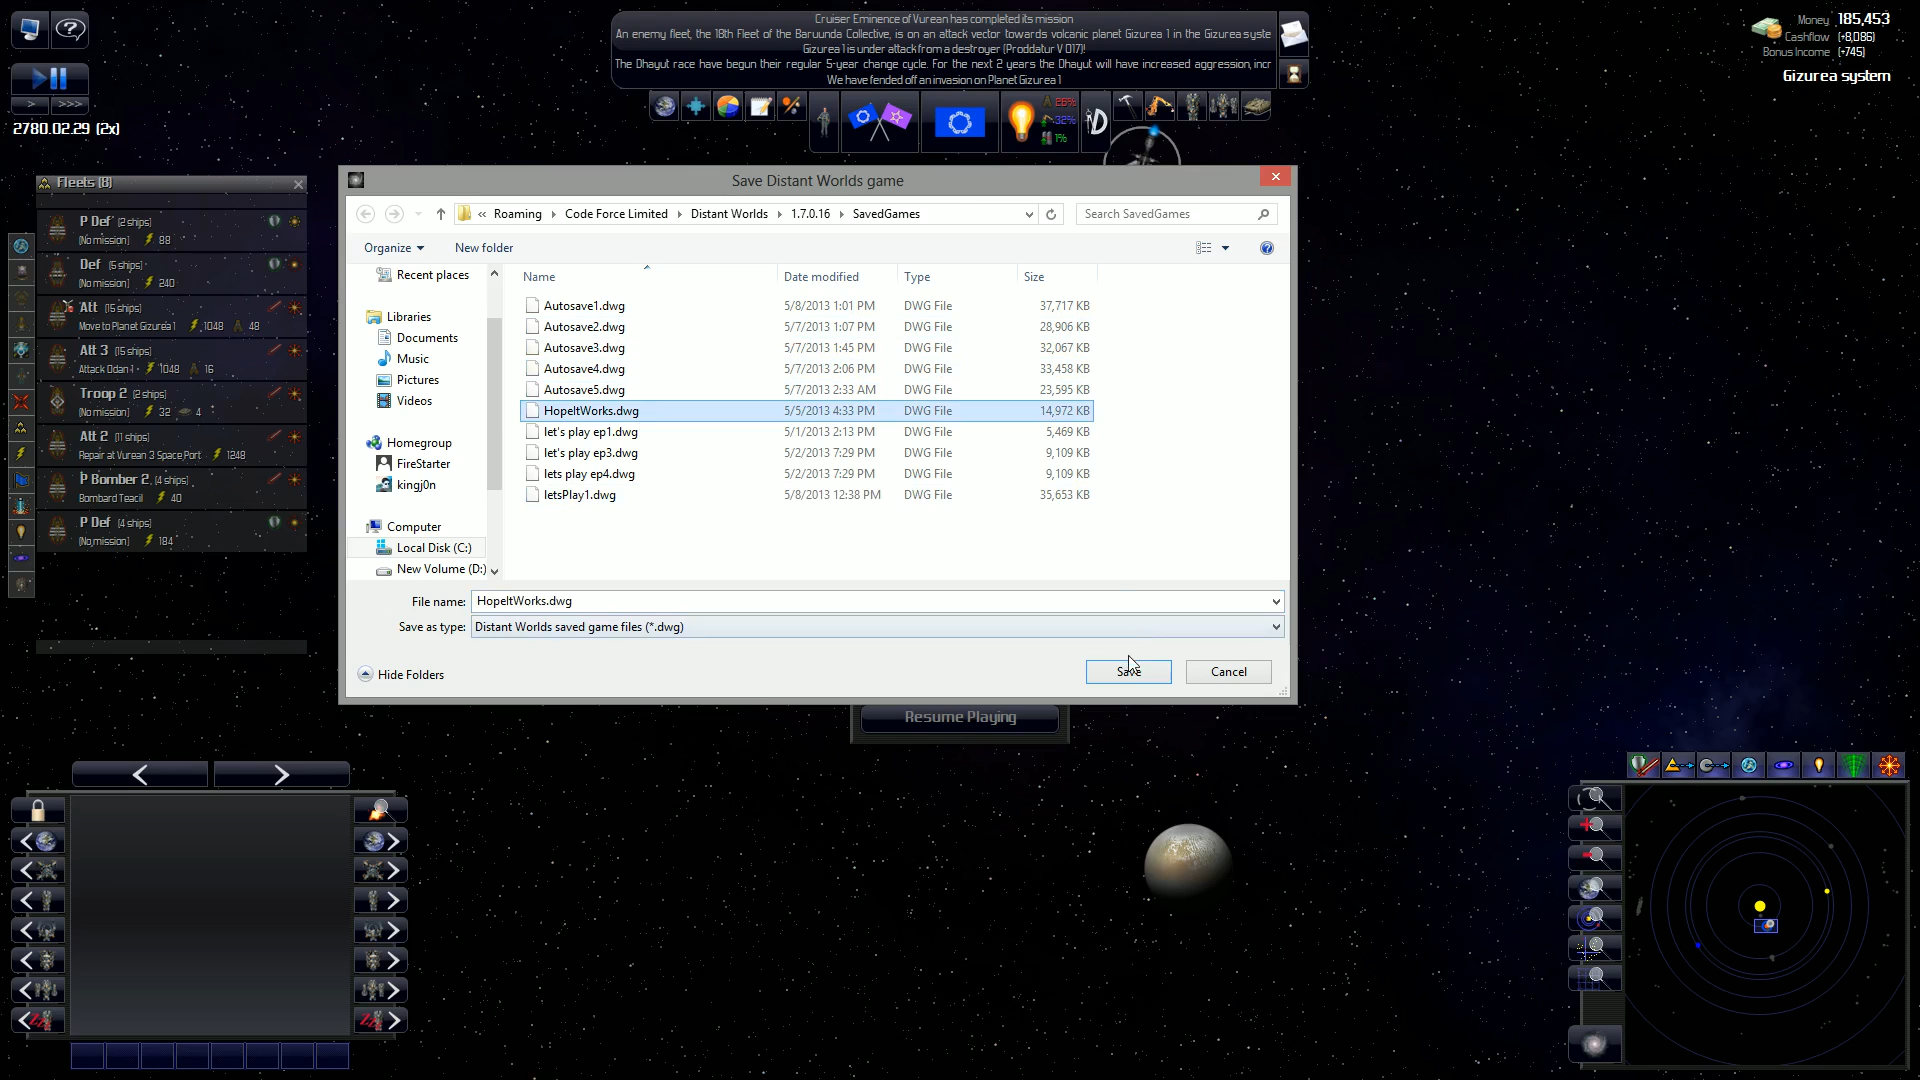 Cruiser Eminence of Vurean has completed its mission
An enemy fleet, the 18th Fleet of the Baruunda Collective, is on an attack vector towards volcanic planet Gizurea 1 in the Gizurea syste
Gizurea 1 is under attack from a destroyer (Proddatur V 017)!
The Dhayut race have begun their regular 5-year change cycle. For the next 2 years the Dhayut will have increased aggression, incr
We have fended off an invasion on Planet Gizurea 1
Money 185,453
Cashflow (+8,086)
Bonus Income (+745)
Gizurea system
26%
32%
1%
> >>>
2780.02.29 (2x)
Fleets (8)
P Def (2 ships)
(No mission) 88
Def (5 ships)
(No mission) 240
Att (15 ships)
Move to Planet Gizurea 1 1048 48
Att 3 (15 ships)
Attack Odan 1 1048 16
Troop 2 (2 ships)
(No mission) 32 4
Att 2 (11 ships)
Repair at Vurean 3 Space Port 1248
P Bomber 2 (4 ships)
Bombard Teacil 40
P Def (4 ships)
(No mission) 184
Save Distant Worlds game
« Roaming Code Force Limited Distant Worlds 1.7.0.16 SavedGames
Search SavedGames
Organize New folder
Recent places
Libraries
Documents
Music
Pictures
Videos
Homegroup
FireStarter
kingj0n
Computer
Local Disk (C:)
New Volume (D:)
Name Date modified Type Size
Autosave1.dwg 5/8/2013 1:01 PM DWG File 37,717 KB
Autosave2.dwg 5/7/2013 1:07 PM DWG File 28,906 KB
Autosave3.dwg 5/7/2013 1:45 PM DWG File 32,067 KB
Autosave4.dwg 5/7/2013 2:06 PM DWG File 33,458 KB
Autosave5.dwg 5/7/2013 2:33 AM DWG File 23,595 KB
HopeItWorks.dwg 5/5/2013 4:33 PM DWG File 14,972 KB
let's play ep1.dwg 5/1/2013 2:13 PM DWG File 5,469 KB
let's play ep3.dwg 5/2/2013 7:29 PM DWG File 9,109 KB
lets play ep4.dwg 5/2/2013 7:29 PM DWG File 9,109 KB
letsPlay1.dwg 5/8/2013 12:38 PM DWG File 35,653 KB
File name: HopeItWorks.dwg
Save as type: Distant Worlds saved game files (*.dwg)
Hide Folders
Save
Cancel
Resume Playing